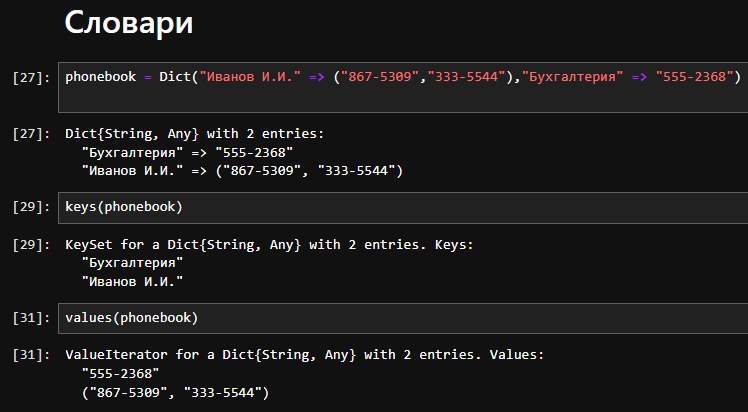 Словари
[27]: phonebook = Dict("Иванов И.И." => ("867-5309","333-5544"),"Бухгалтерия" => "555-2368")
[27]: Dict{String, Any} with 2 entries:
"Бухгалтерия" => "555-2368"
"Иванов И.И." => ("867-5309", "333-5544")
[29]: keys(phonebook)
[29]: KeySet for a Dict{String, Any} with 2 entries. Keys:
"Бухгалтерия"
"Иванов И.И."
[31]: values(phonebook)
[31]: ValueIterator for a Dict{String, Any} with 2 entries. Values:
"555-2368"
("867-5309", "333-5544")